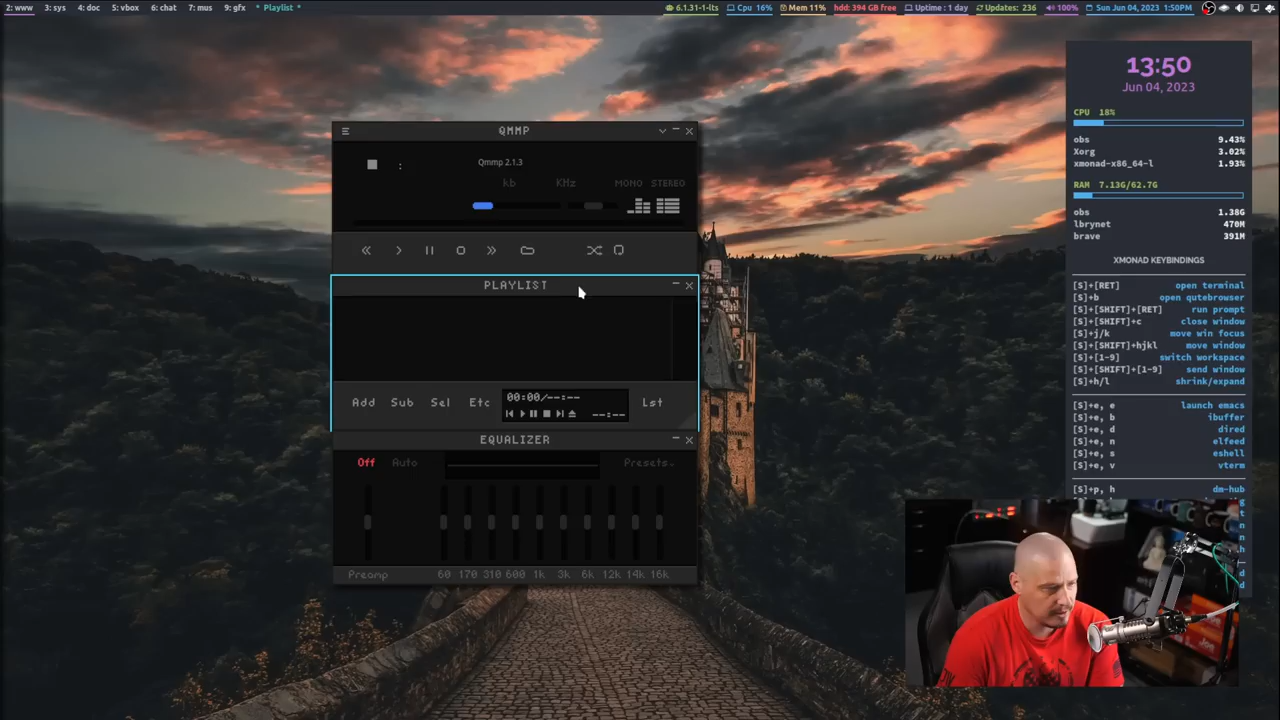 2: www 3: sys 4: doc 5: vbox 6: chat 7: mus 9: gfx * Playlist *
6.1.31-1-lts Cpu 16% Mem 11% hdd: 394 GB free Uptime : 1 day Updates: 236 100% Sun Jun 04, 2023 1:50PM
QMMP
: Qmmp 2.1.3
kb KHz MONO STEREO
PLAYLIST
Add Sub Sel Etc 00:00/--:-- --:-- Lst
EQUALIZER
Off Auto Presets.
Preamp 60 170 310 600 1k 3k 6k 12k 14k 16k
13:50
Jun 04, 2023
CPU 18%
obs 9.43%
Xorg 3.02%
xmonad-x86_64-l 1.93%
RAM 7.13G/62.7G
obs 1.38G
lbrynet 470M
brave 391M
XMONAD KEYBINDINGS
[S]+[RET] open terminal
[S]+b open qutebrowser
[S]+[SHIFT]+[RET] run prompt
[S]+[SHIFT]+c close window
[S]+j/k move win focus
[S]+[SHIFT]+hjkl move window
[S]+[1-9] switch workspace
[S]+[SHIFT]+[1-9] send window
[S]+h/l shrink/expand
[S]+e, e launch emacs
[S]+e, b ibuffer
[S]+e, d dired
[S]+e, n elfeed
[S]+e, s eshell
[S]+e, v vterm
[S]+p, h dm-hub